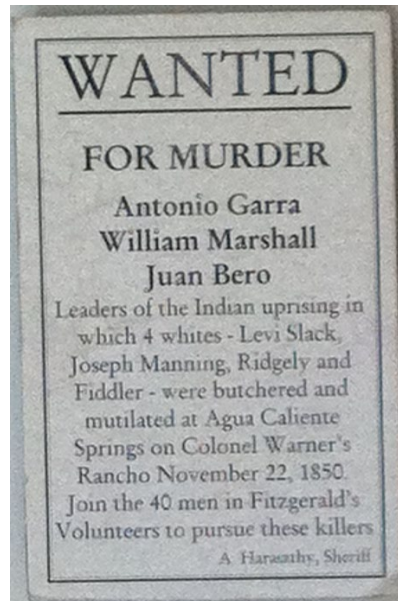 WANTED
FOR MURDER
Antonio Garra
William Marshall
Juan Bero
Leaders of the Indian uprising in
which 4 whites - Levi Slack,
Joseph Manning, Ridgely and
Fiddler - were butchered and
mutilated at Agua Caliente
Springs on Colonel Warner's
Rancho November 22, 1850.
Join the 40 men in Fitzgerald's
Volunteers to pursue these killers
A. Haraszthy, Sheriff